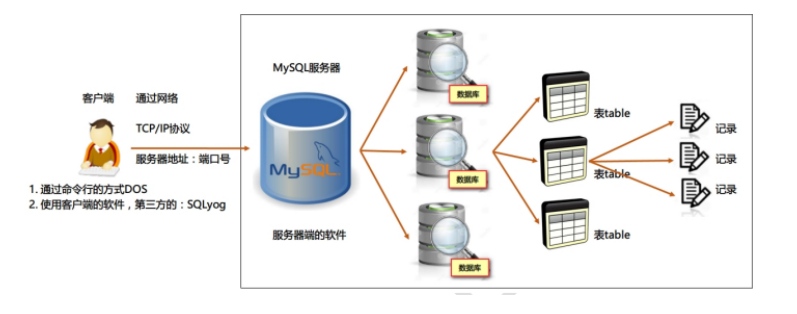 MySQL服务器
客户端 通过网络
TCP/IP协议
服务器地址：端口号
1. 通过命令行的方式DOS
2. 使用客户端的软件，第三方的：SQLyog
MySQL
服务器端的软件
数据库
数据库
数据库
表table
表table
表table
记录
记录
记录